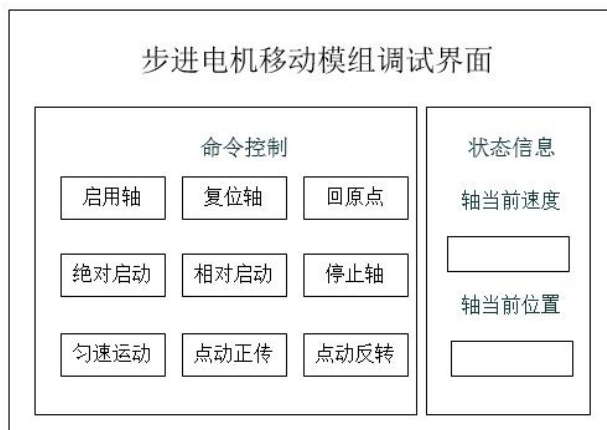 步进电机移动模组调试界面
命令控制
启用轴 复位轴 回原点
绝对启动 相对启动 停止轴
匀速运动 点动正传 点动反转
状态信息
轴当前速度
轴当前位置